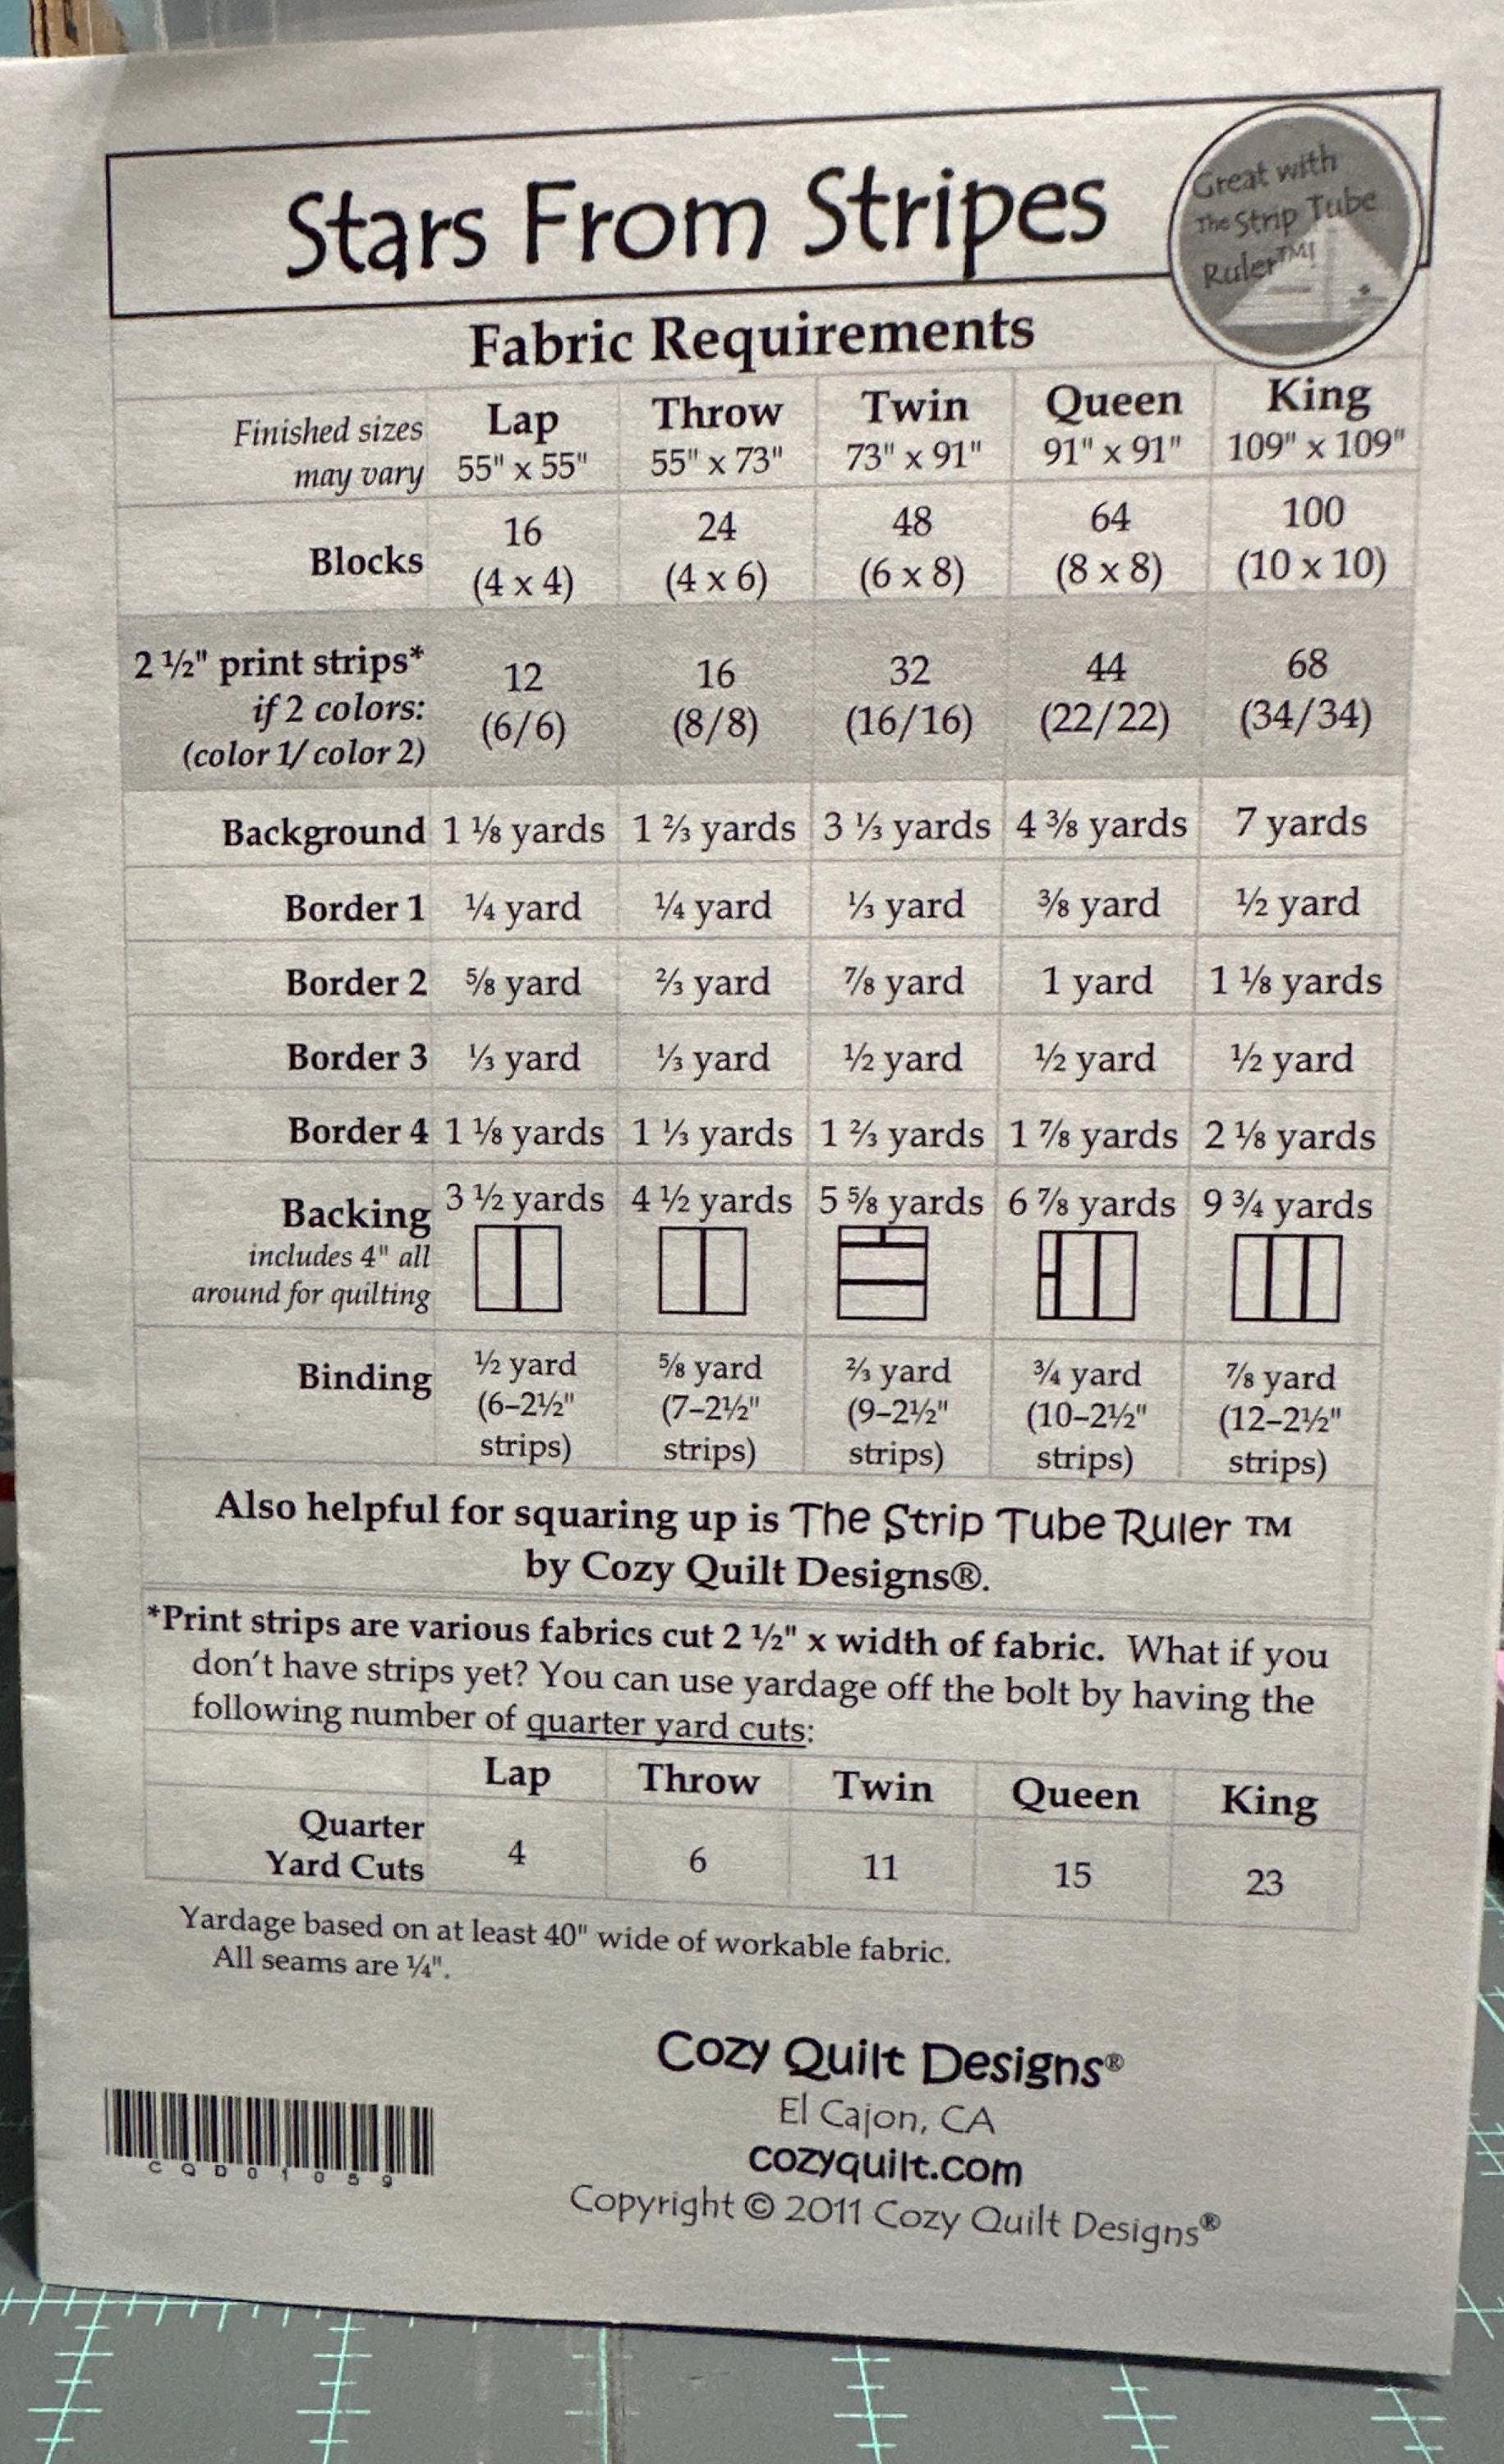 Stars From Stripes
Great with
The Strip Tube
Ruler™!
Fabric Requirements
Finished sizes may vary Lap 55" x 55" Throw 55" x 73" Twin 73" x 91" Queen 91" x 91" King 109" x 109"
Blocks 16 (4 x 4) 24 (4 x 6) 48 (6 x 8) 64 (8 x 8) 100 (10 x 10)
2 ½" print strips* if 2 colors: (color 1/ color 2) 12 (6/6) 16 (8/8) 32 (16/16) 44 (22/22) 68 (34/34)
Background 1 ⅛ yards 1 ⅔ yards 3 ⅓ yards 4 ⅜ yards 7 yards
Border 1 ¼ yard ¼ yard ⅓ yard ⅜ yard ½ yard
Border 2 ⅝ yard ⅔ yard ⅞ yard 1 yard 1 ⅛ yards
Border 3 ⅓ yard ⅓ yard ½ yard ½ yard ½ yard
Border 4 1 ⅛ yards 1 ⅓ yards 1 ⅔ yards 1 ⅞ yards 2 ⅛ yards
Backing includes 4" all around for quilting 3 ½ yards 4 ½ yards 5 ⅝ yards 6 ⅞ yards 9 ¾ yards
Binding ½ yard (6–2½" strips) ⅝ yard (7–2½" strips) ⅔ yard (9–2½" strips) ¾ yard (10–2½" strips) ⅞ yard (12–2½" strips)
Also helpful for squaring up is The Strip Tube Ruler ™
by Cozy Quilt Designs®.
*Print strips are various fabrics cut 2 ½" x width of fabric. What if you
don't have strips yet? You can use yardage off the bolt by having the
following number of quarter yard cuts:
Lap Throw Twin Queen King
Quarter Yard Cuts 4 6 11 15 23
Yardage based on at least 40" wide of workable fabric.
All seams are ¼".
Cozy Quilt Designs®
El Cajon, CA
cozyquilt.com
Copyright © 2011 Cozy Quilt Designs®
CQD01059